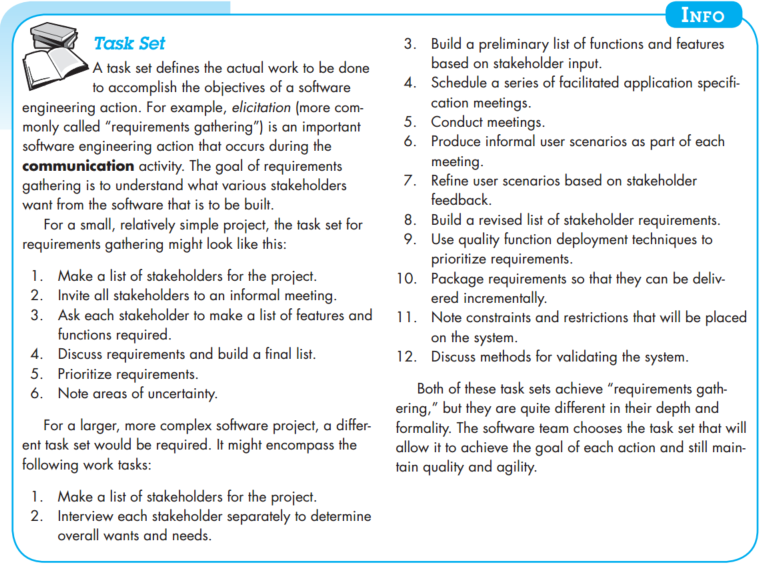 INFO
Task Set
A task set defines the actual work to be done
to accomplish the objectives of a software
engineering action. For example, elicitation (more com-
monly called “requirements gathering”) is an important
software engineering action that occurs during the
communication activity. The goal of requirements
gathering is to understand what various stakeholders
want from the software that is to be built.
For a small, relatively simple project, the task set for
requirements gathering might look like this:
1. Make a list of stakeholders for the project.
2. Invite all stakeholders to an informal meeting.
3. Ask each stakeholder to make a list of features and
functions required.
4. Discuss requirements and build a final list.
5. Prioritize requirements.
6. Note areas of uncertainty.
For a larger, more complex software project, a differ-
ent task set would be required. It might encompass the
following work tasks:
1. Make a list of stakeholders for the project.
2. Interview each stakeholder separately to determine
overall wants and needs.
3. Build a preliminary list of functions and features
based on stakeholder input.
4. Schedule a series of facilitated application specifi-
cation meetings.
5. Conduct meetings.
6. Produce informal user scenarios as part of each
meeting.
7. Refine user scenarios based on stakeholder
feedback.
8. Build a revised list of stakeholder requirements.
9. Use quality function deployment techniques to
prioritize requirements.
10. Package requirements so that they can be deliv-
ered incrementally.
11. Note constraints and restrictions that will be placed
on the system.
12. Discuss methods for validating the system.
Both of these task sets achieve “requirements gath-
ering,” but they are quite different in their depth and
formality. The software team chooses the task set that will
allow it to achieve the goal of each action and still main-
tain quality and agility.